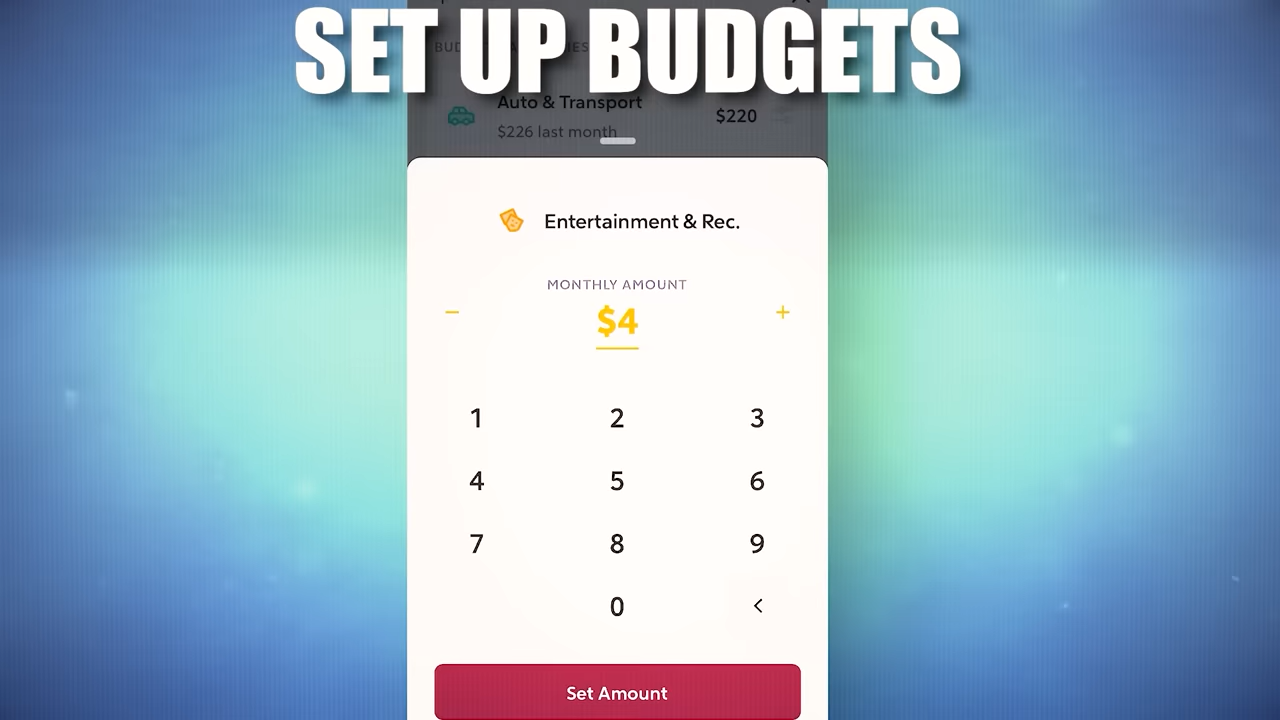 SET UP BUDGETS
Auto & Transport
$220
$226 last month
Entertainment & Rec.
MONTHLY AMOUNT
− $4 +
1 2 3
4 5 6
7 8 9
0 <
Set Amount